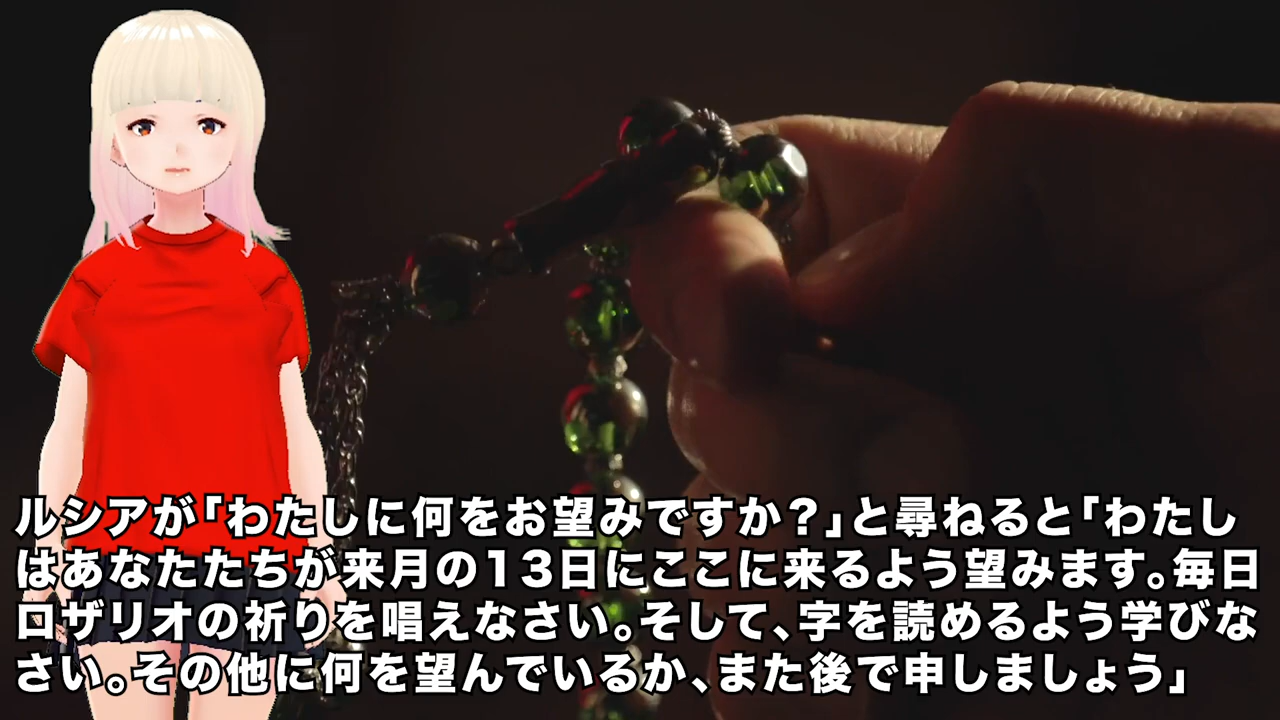 ルシアが「わたしに何をお望みですか？」と尋ねると「わたし
はあなたたちが来月の13日にここに来るよう望みます。毎日
ロザリオの祈りを唱えなさい。そして、字を読めるよう学びな
さい。その他に何を望んでいるか、また後で申しましょう」